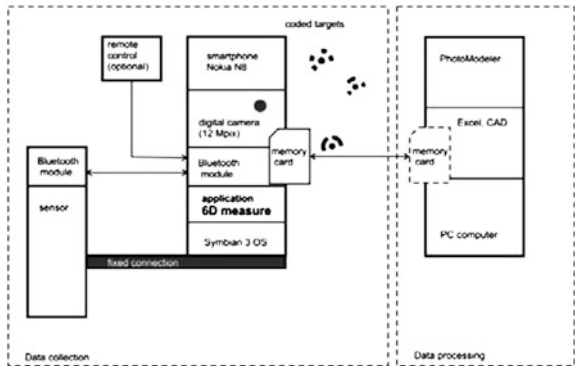 coded targets
remote
control
(optional)
smartphone
Nokia N8
digital camera
(12 Mpix)
Bluetooth
module
memory
card
application
6D measure
Symbian 3 OS
Bluetooth
module
sensor
fixed connection
Data collection
PhotoModeler
Excel, CAD
memory
card
PC computer
Data processing